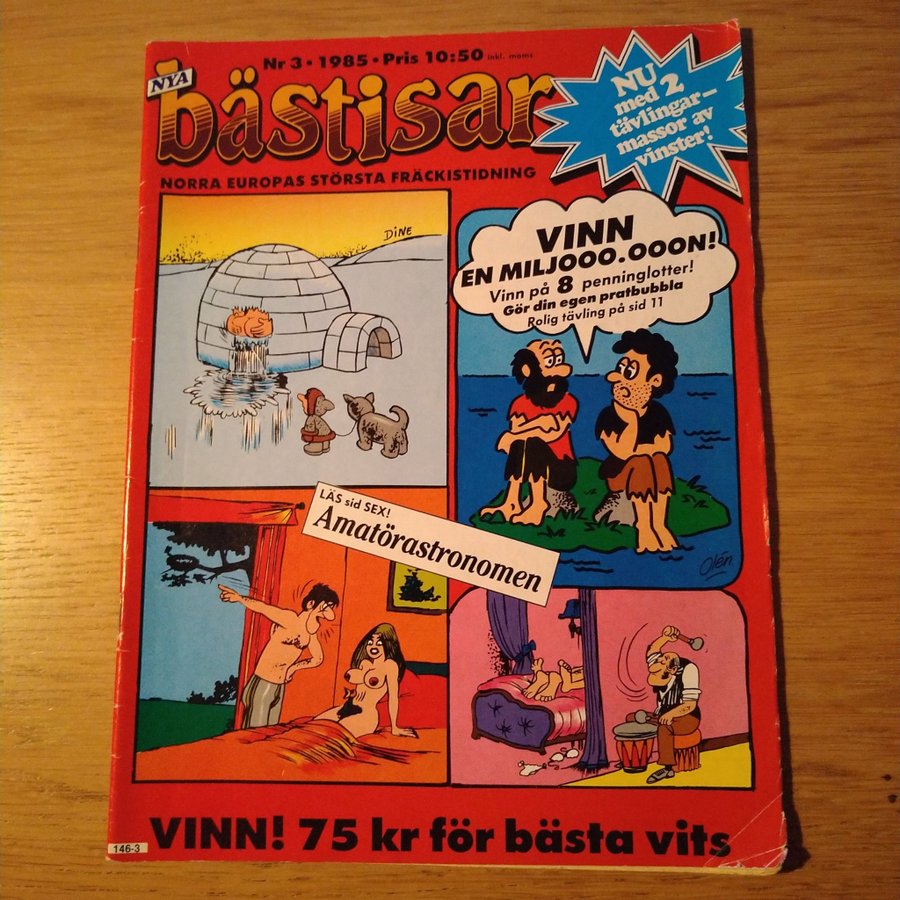 Nr 3 • 1985 • Pris 10:50 inkl. moms
NYA
bästisar
NORRA EUROPAS STÖRSTA FRÄCKISTIDNING
NU
med 2
tävlingar–
massor av
vinster!
DINE
VINN
EN MILJOOO.OOON!
Vinn på 8 penninglotter!
Gör din egen pratbubbla
Rolig tävling på sid 11
Olén
LÄS sid SEX!
Amatörastronomen
VINN! 75 kr för bästa vits
146-3